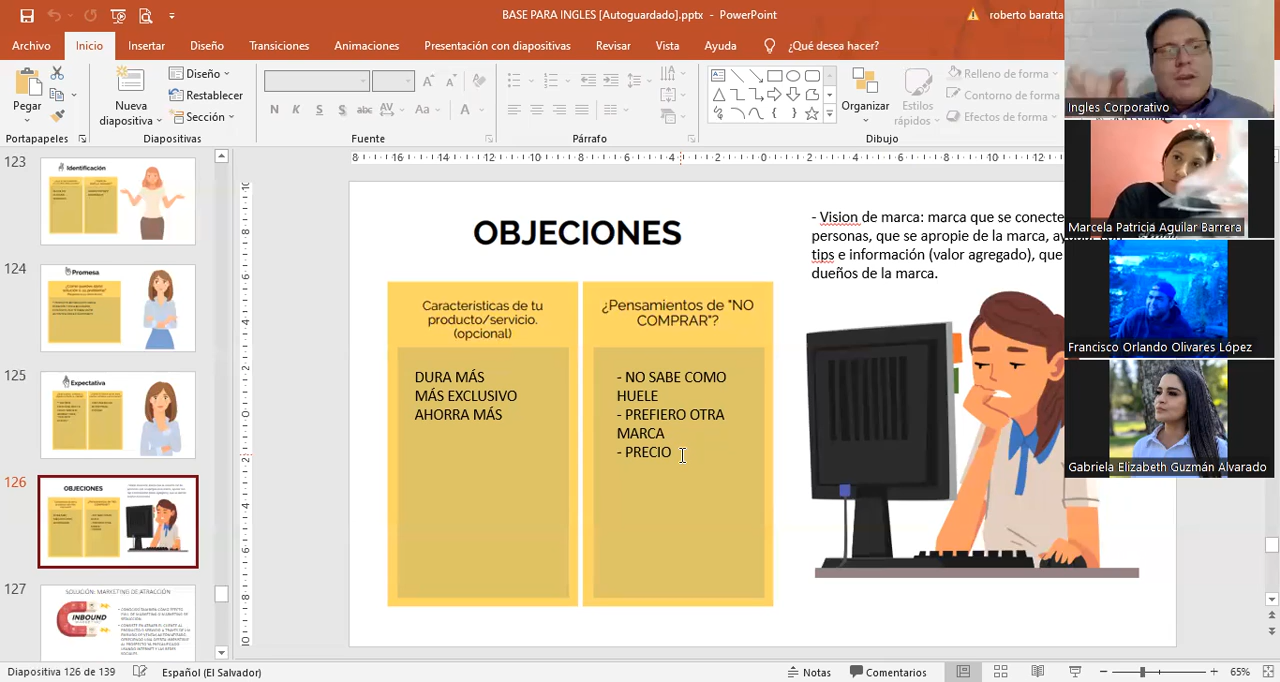 BASE PARA INGLES [Autoguardado].pptx - PowerPoint
roberto baratta
Archivo
Inicio
Insertar
Diseño
Transiciones
Animaciones
Presentación con diapositivas
Revisar
Vista
Ayuda
¿Qué desea hacer?
Pegar
Nueva
diapositiva
Diseño
Restablecer
Sección
Organizar
Estilos
rápidos
Relleno de forma
Contorno de forma
Efectos de forma
Portapapeles
Diapositivas
Fuente
Párrafo
Dibujo
Ingles Corporativo
Marcela Patricia Aguilar Barrera
Francisco Orlando Olivares López
Gabriela Elizabeth Guzmán Alvarado
123
Identificación
124
Promesa
125
Expectativa
126
OBJECIONES
127
SOLUCIÓN: MARKETING DE ATRACCIÓN
INBOUND
OBJECIONES
Características de tu
producto/servicio.
(opcional)
DURA MÁS
MÁS EXCLUSIVO
AHORRA MÁS
¿Pensamientos de "NO
COMPRAR"?
- NO SABE COMO
HUELE
- PREFIERO OTRA
MARCA
- PRECIO
- Vision de marca: marca que se conecte
personas, que se apropie de la marca,
tips e información (valor agregado), que
dueños de la marca.
Diapositiva 126 de 139
Español (El Salvador)
Notas
Comentarios
65%